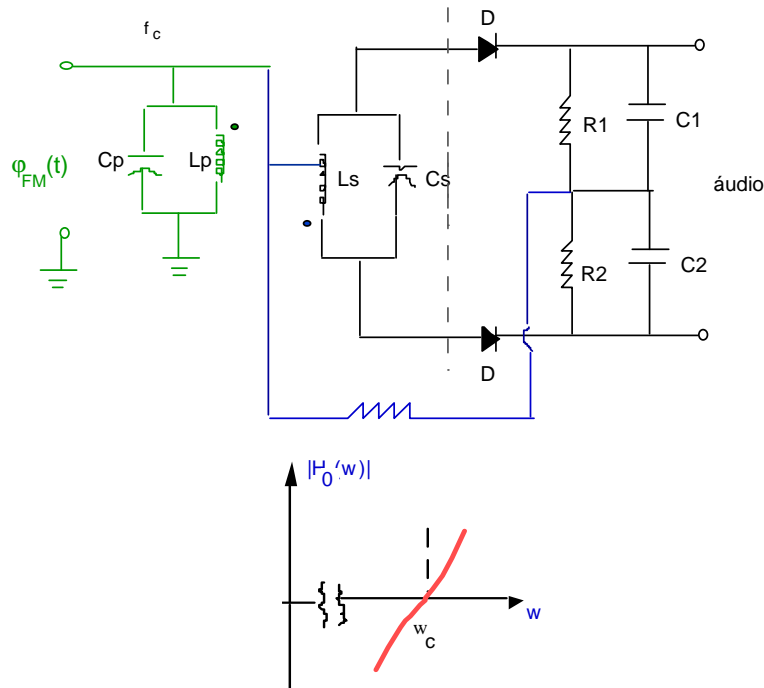 D
f c
R1
C1
φFM(t)
Cp
Lp
Ls
Cs
áudio
R2
C2
D
|H0(w)|
w
wc